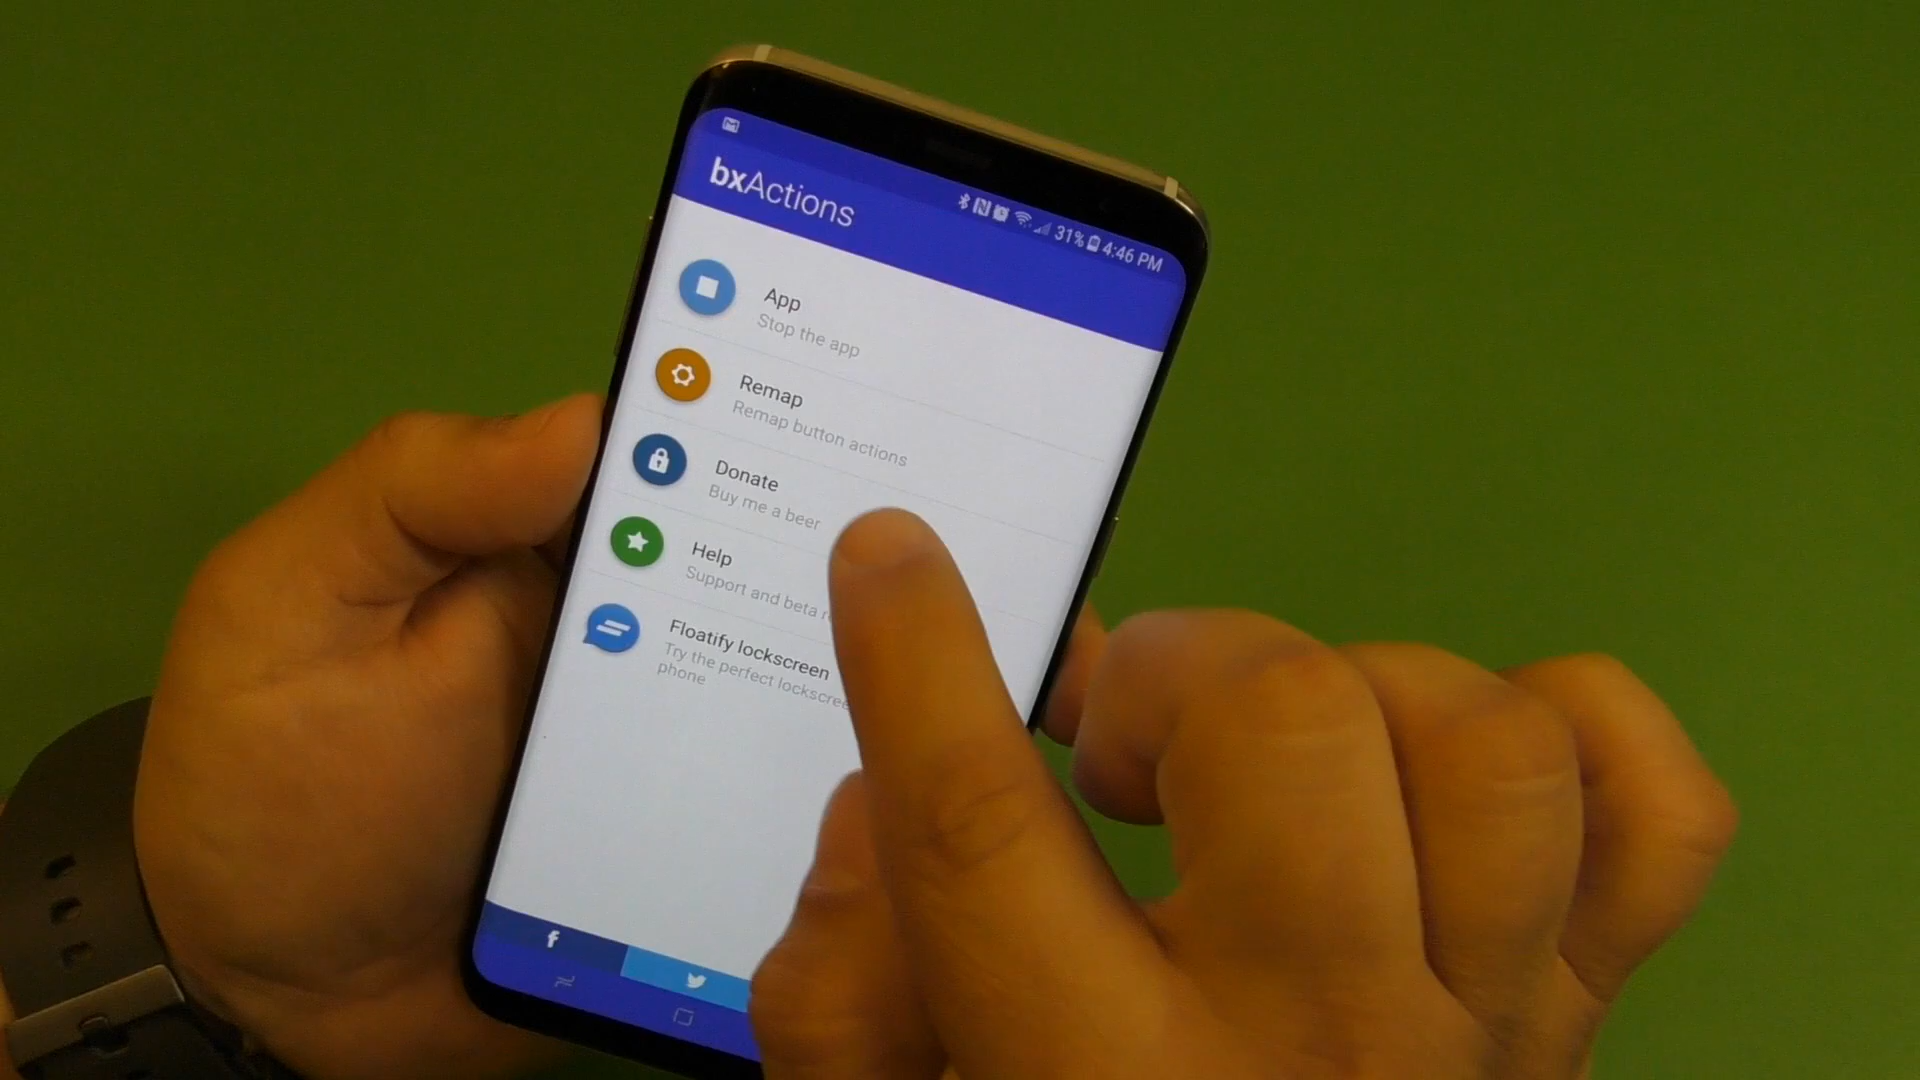 31% 4:46 PM
bxActions
App
Stop the app
Remap
Remap button actions
Donate
Buy me a beer
Help
Support and beta
Floatify lockscreen
Try the perfect
phone